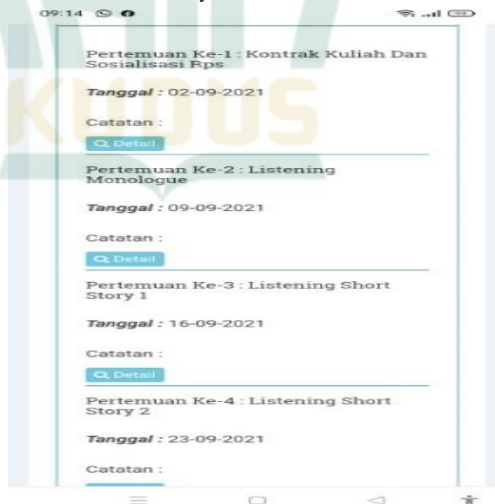 09:14
KUDUS
Pertemuan Ke-1 : Kontrak Kuliah Dan
Sosialisasi Rps
Tanggal : 02-09-2021
Catatan :
Detail
Pertemuan Ke-2 : Listening
Monologue
Tanggal : 09-09-2021
Catatan :
Detail
Pertemuan Ke-3 : Listening Short
Story 1
Tanggal : 16-09-2021
Catatan :
Detail
Pertemuan Ke-4 : Listening Short
Story 2
Tanggal : 23-09-2021
Catatan :